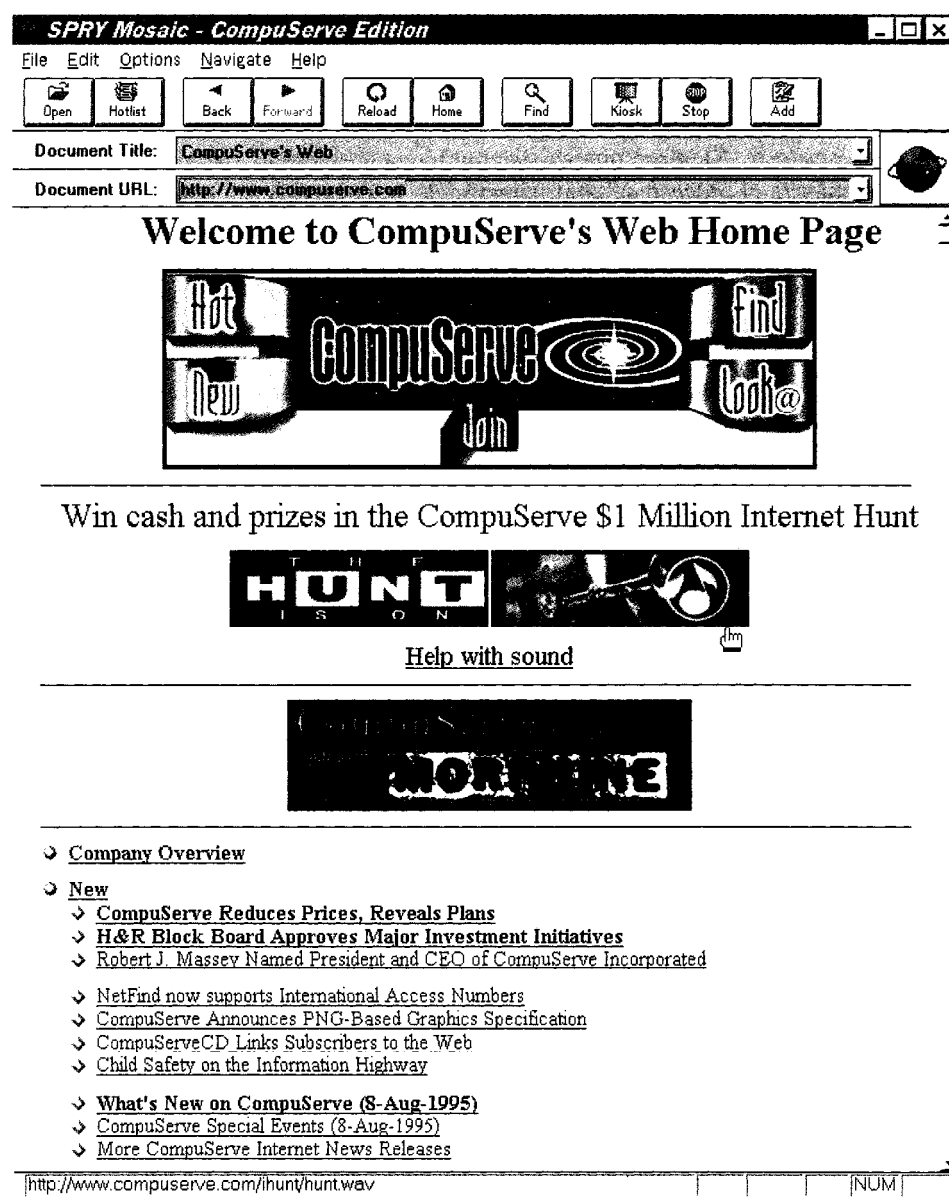 SPRY Mosaic - CompuServe Edition
File Edit Options Navigate Help
Open Hotlist Back Forward Reload Home Find Kiosk Stop Add
Document Title: CompuServe's Web
Document URL: http://www.compuserve.com
Welcome to CompuServe's Web Home Page
Hot Find
CompuServe
New Look@
Join
Win cash and prizes in the CompuServe $1 Million Internet Hunt
THE
HUNT
IS ON
Help with sound
CompuServe
Company Overview
New
CompuServe Reduces Prices, Reveals Plans
H&R Block Board Approves Major Investment Initiatives
Robert J. Massey Named President and CEO of CompuServe Incorporated
NetFind now supports International Access Numbers
CompuServe Announces PNG-Based Graphics Specification
CompuServeCD Links Subscribers to the Web
Child Safety on the Information Highway
What's New on CompuServe (8-Aug-1995)
CompuServe Special Events (8-Aug-1995)
More CompuServe Internet News Releases
http://www.compuserve.com/ihunt/hunt.wav NUM